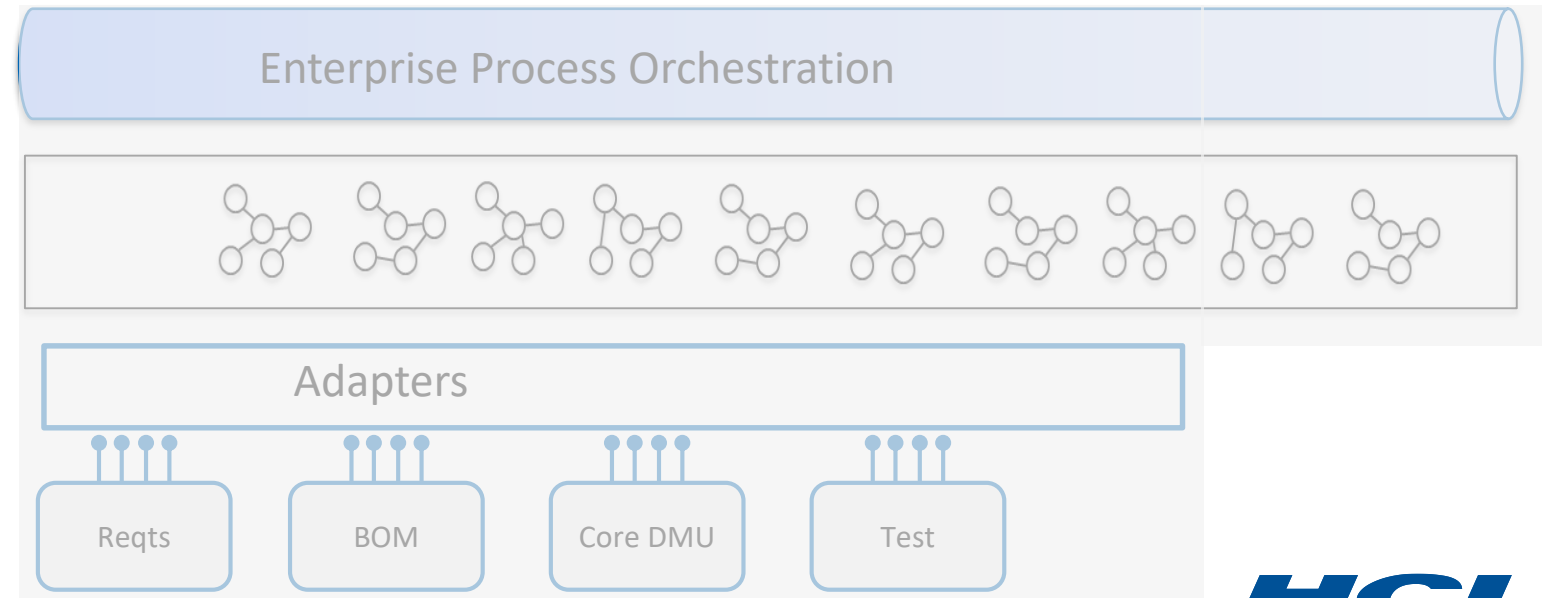 Enterprise Process Orchestration
Adapters
Reqts
BOM
Core DMU
Test